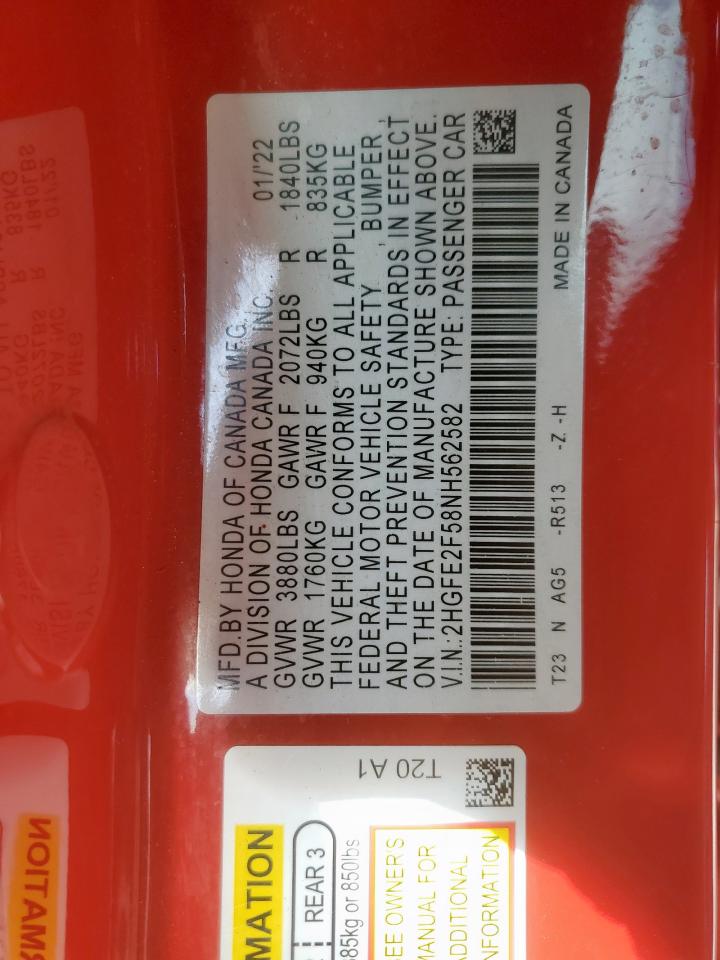 MFD.BY HONDA OF CANADA MFG. 01/'22
A DIVISION OF HONDA CANADA INC.
GVWR 3880LBS GAWR F 2072LBS R 1840LBS
GVWR 1760KG GAWR F 940KG R 835KG
THIS VEHICLE CONFORMS TO ALL APPLICABLE
FEDERAL MOTOR VEHICLE SAFETY , BUMPER ,
AND THEFT PREVENTION STANDARDS IN EFFECT
ON THE DATE OF MANUFACTURE SHOWN ABOVE.
V.I.N.:2HGFE2F58NH562582 TYPE: PASSENGER CAR
T23 N AG5 -R513 -Z -H MADE IN CANADA
T20 A1
MATION
REAR 3
385kg or 850lbs
SEE OWNER'S
MANUAL FOR
ADDITIONAL
INFORMATION